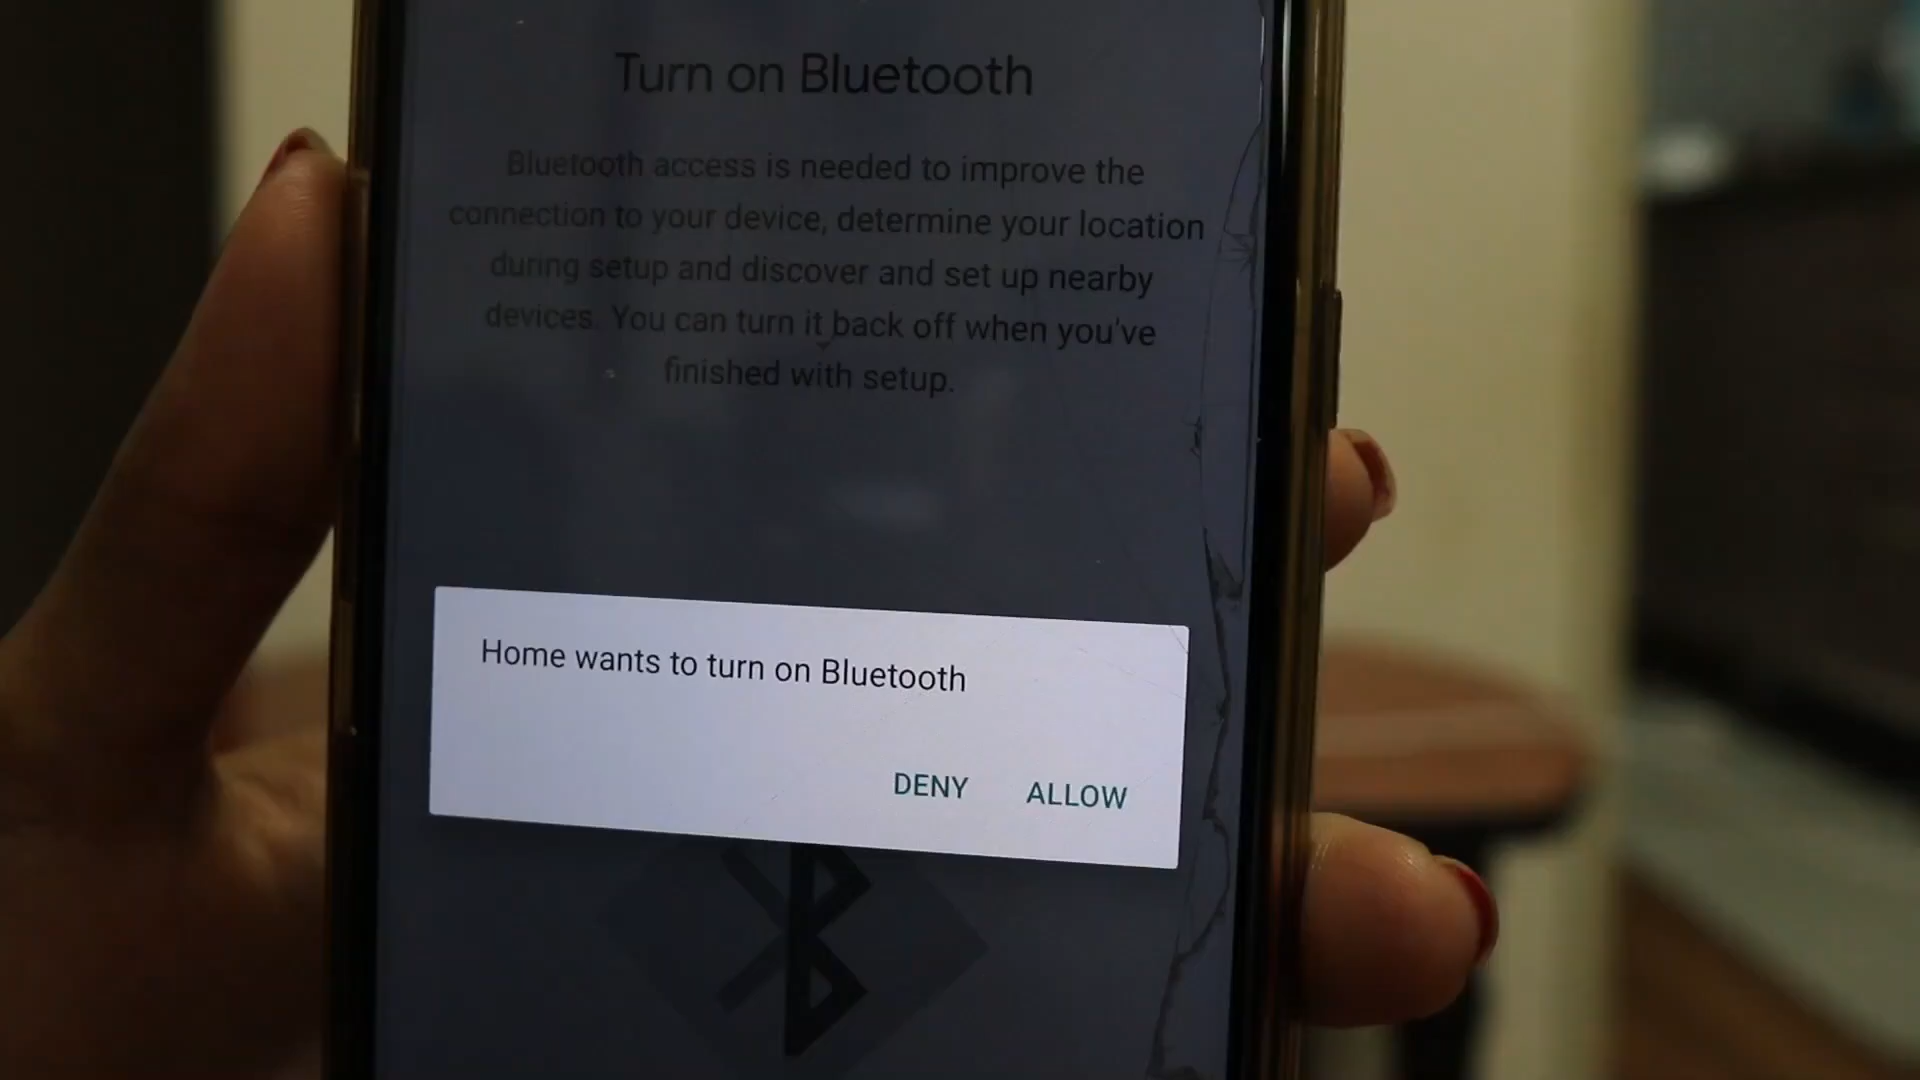 Turn on Bluetooth
Bluetooth access is needed to improve the
connection to your device, determine your location
during setup and discover and set up nearby
devices. You can turn it back off when you've
finished with setup.
Home wants to turn on Bluetooth
DENY ALLOW